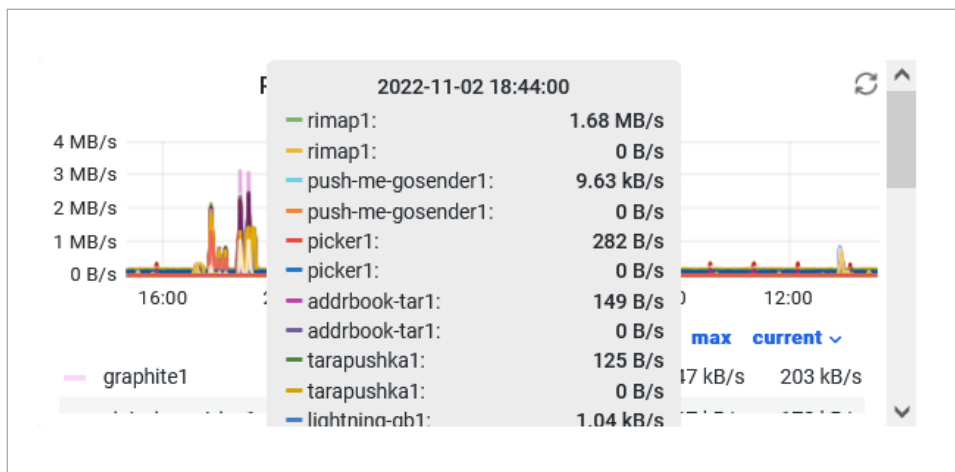 2022-11-02 18:44:00
rimap1: 1.68 MB/s
rimap1: 0 B/s
push-me-gosender1: 9.63 kB/s
push-me-gosender1: 0 B/s
picker1: 282 B/s
picker1: 0 B/s
addrbook-tar1: 149 B/s
addrbook-tar1: 0 B/s
tarapushka1: 125 B/s
tarapushka1: 0 B/s
lightning-gb1: 1.04 kB/s
4 MB/s
3 MB/s
2 MB/s
1 MB/s
0 B/s
16:00 12:00
max current
graphite1 47 kB/s 203 kB/s